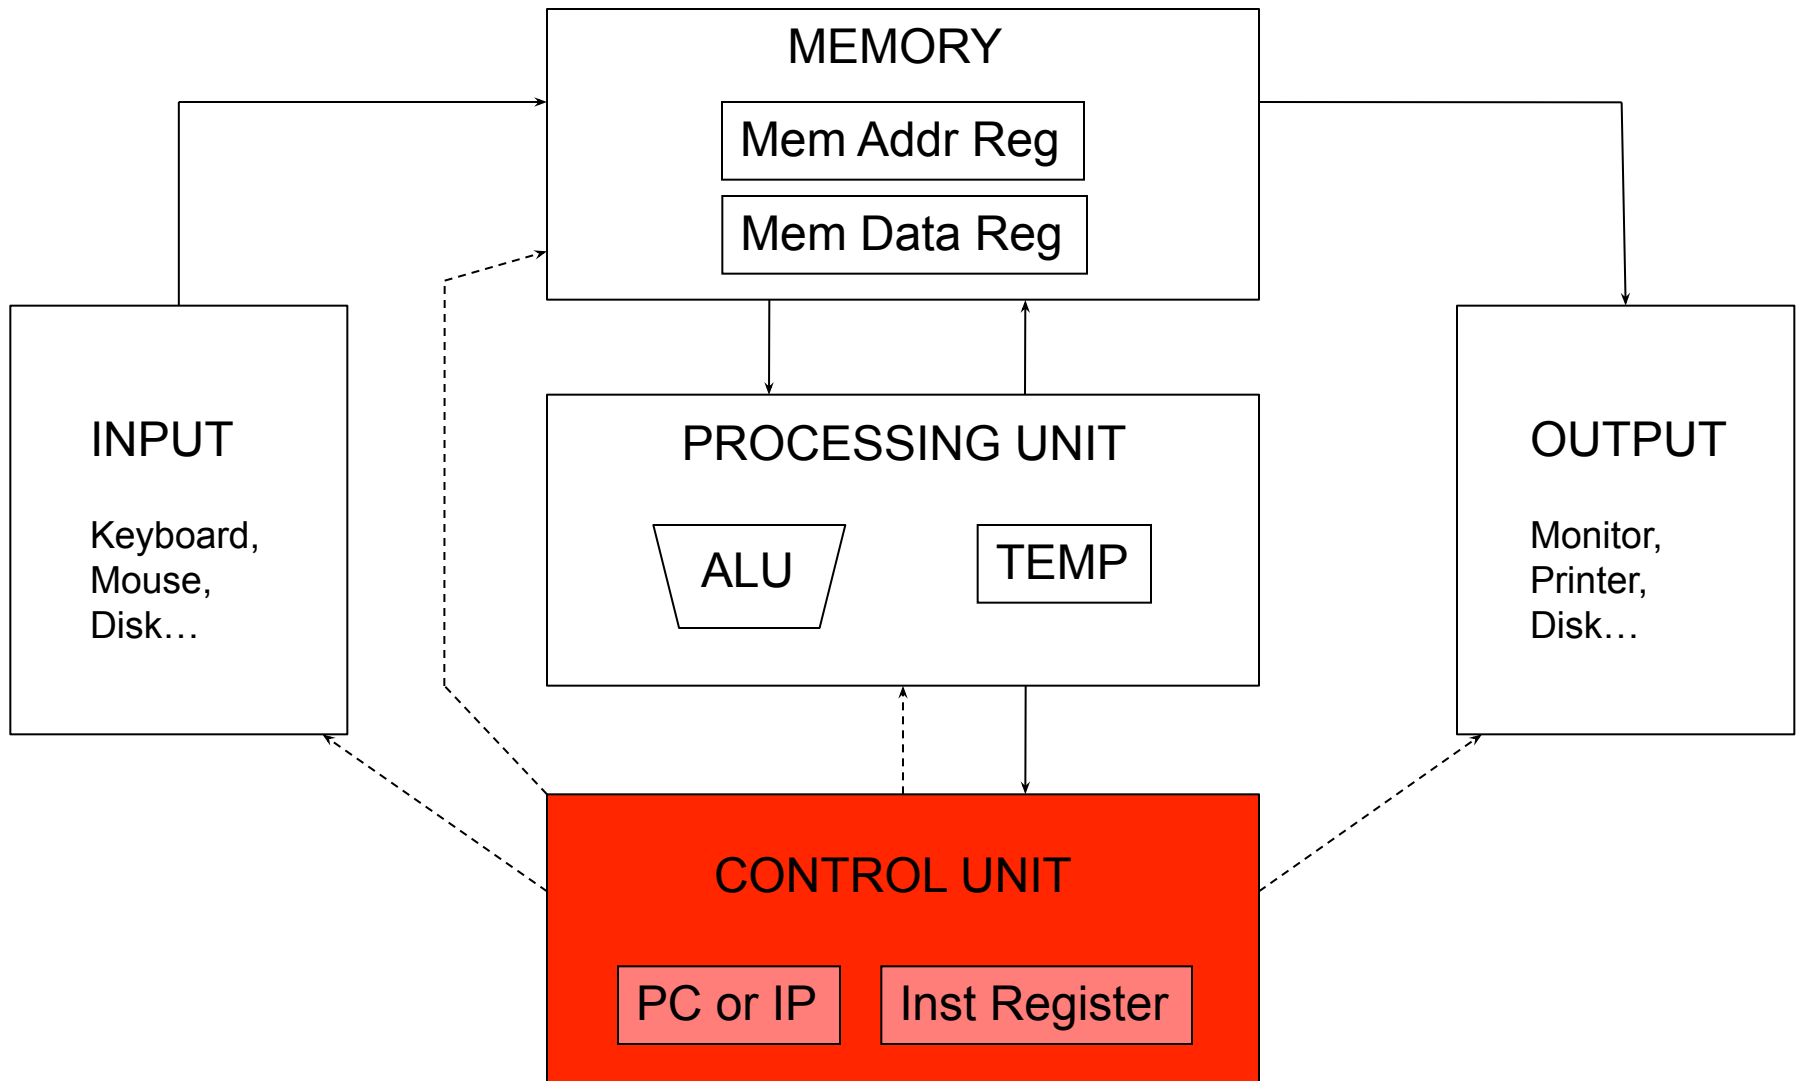 MEMORY
Mem Addr Reg
Mem Data Reg
INPUT
Keyboard,
Mouse,
Disk…
PROCESSING UNIT
ALU
TEMP
OUTPUT
Monitor,
Printer,
Disk…
CONTROL UNIT
PC or IP
Inst Register